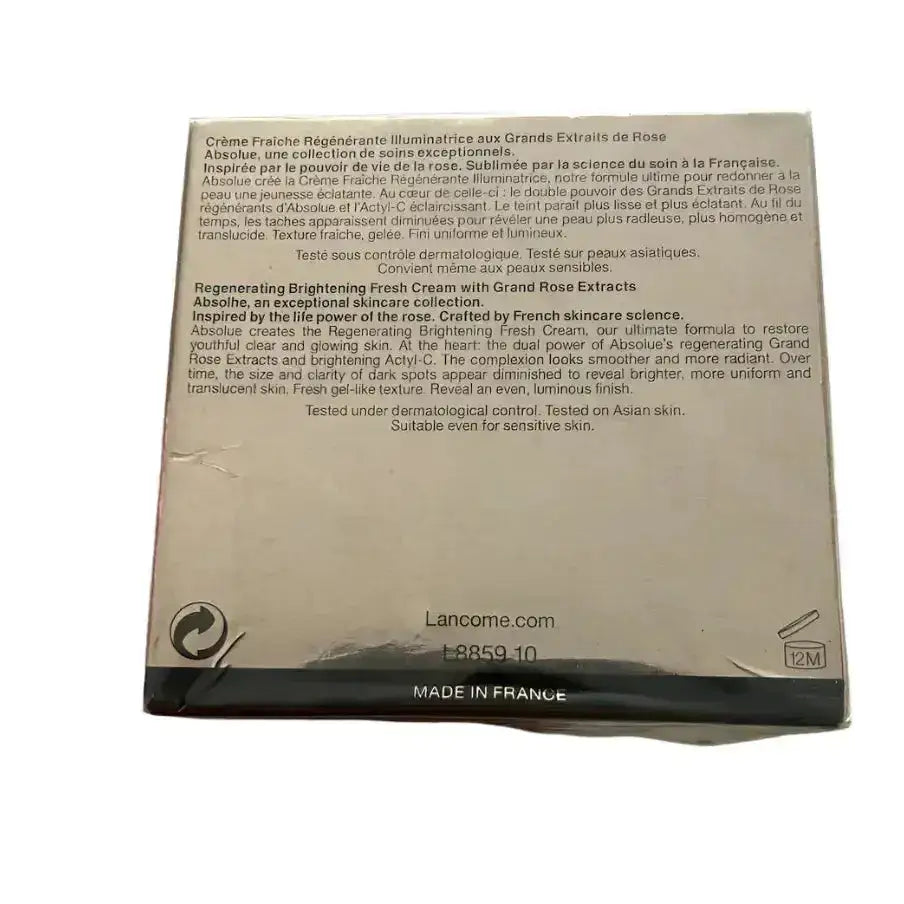 Crème Fraîche Régénérante Illuminatrice aux Grands Extraits de Rose
Absolue, une collection de soins exceptionnels.
Inspirée par le pouvoir de vie de la rose. Sublimée par la science du soin à la Française.
Absolue créé la Crème Fraîche Régénérante Illuminatrice, notre formule ultime pour redonner à la
peau une jeunesse éclatante. Au cœur de celle-ci : le double pouvoir des Grands Extraits de Rose
régénérants d'Absolue et l'Actyl-C éclaircissant. Le teint paraît plus lisse et plus éclatant. Au fil du
temps, les taches apparaissent diminuées pour révéler une peau plus radieuse, plus homogène et
translucide. Texture fraîche, gelée. Fini uniforme et lumineux.
Testé sous contrôle dermatologique. Testé sur peaux asiatiques.
Convient même aux peaux sensibles.
Regenerating Brightening Fresh Cream with Grand Rose Extracts
Absolhe, an exceptional skincare collection.
Inspired by the life power of the rose. Crafted by French skincare science.
Absolue creates the Regenerating Brightening Fresh Cream, our ultimate formula to restore
youthful clear and glowing skin. At the heart: the dual power of Absolue's regenerating Grand
Rose Extracts and brightening Actyl-C. The complexion looks smoother and more radiant. Over
time, the size and clarity of dark spots appear diminished to reveal brighter, more uniform and
translucent skin. Fresh gel-like texture. Reveal an even, luminous finish.
Tested under dermatological control. Tested on Asian skin.
Suitable even for sensitive skin.
Lancome.com
L8859 10
12M
MADE IN FRANCE